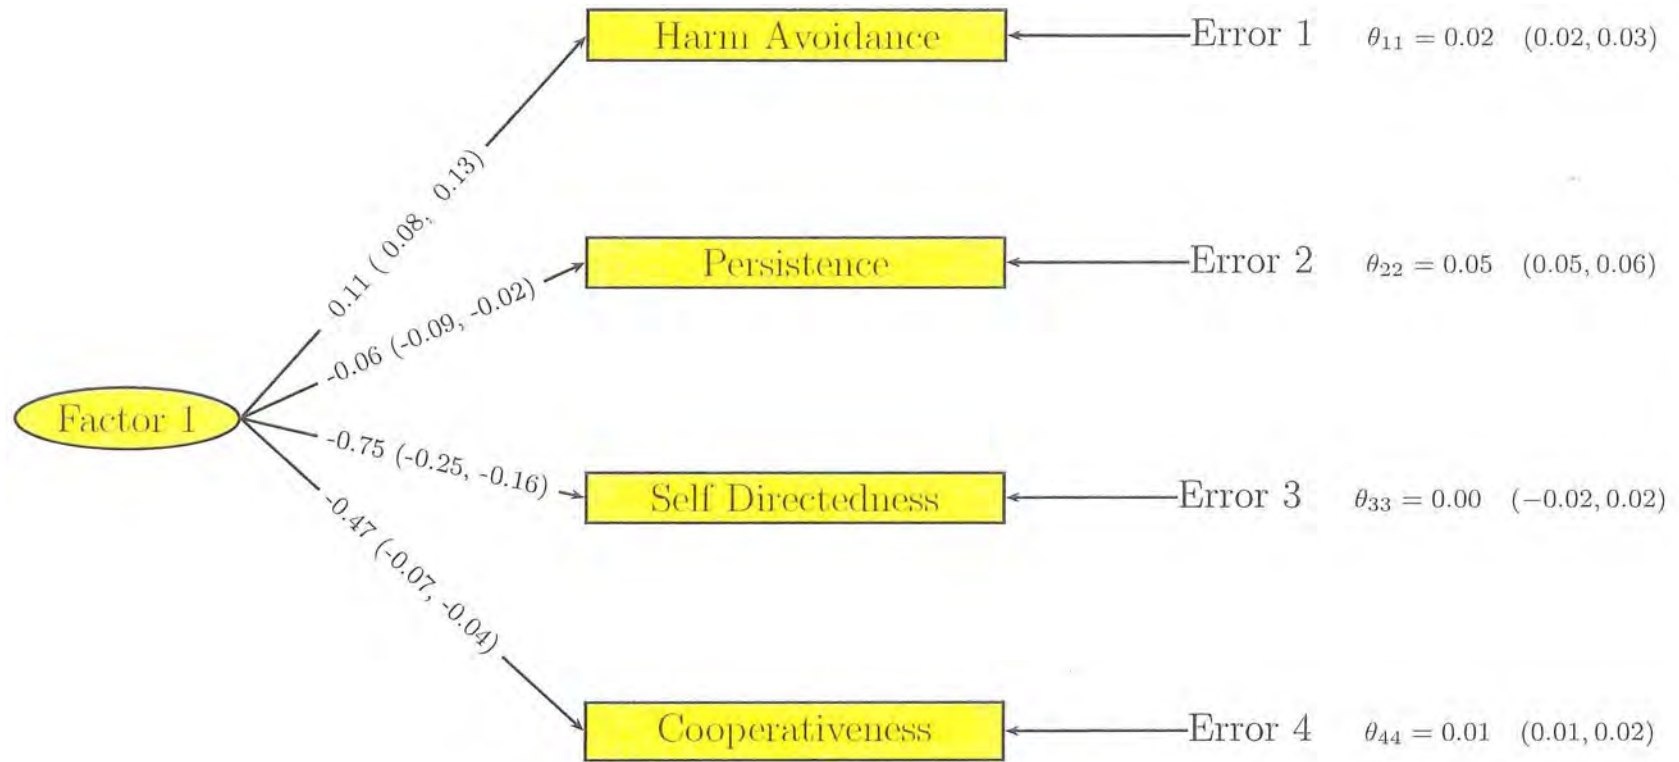 Harm Avoidance
Error 1 θ₁₁ = 0.02 (0.02, 0.03)
0.11 ( 0.08, 0.13)
Persistence
Error 2 θ₂₂ = 0.05 (0.05, 0.06)
-0.06 (-0.09, -0.02)
Factor 1
-0.75 (-0.25, -0.16)
Self Directedness
Error 3 θ₃₃ = 0.00 (−0.02, 0.02)
-0.47 (-0.07, -0.04)
Cooperativeness
Error 4 θ₄₄ = 0.01 (0.01, 0.02)